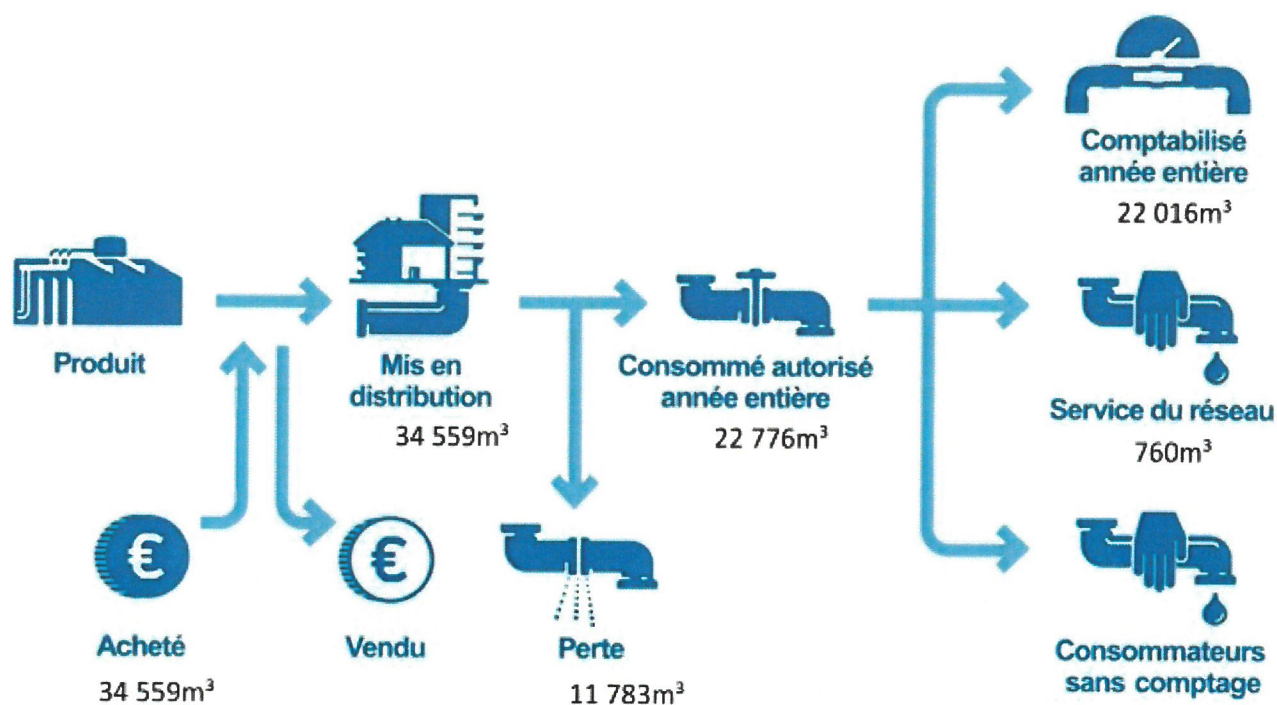 Comptabilisé
année entière
22 016m³
Produit
Mis en
distribution
34 559m³
Consommé autorisé
année entière
22 776m³
Service du réseau
760m³
€
Acheté
34 559m³
€
Vendu
Perte
11 783m³
Consommateurs
sans comptage